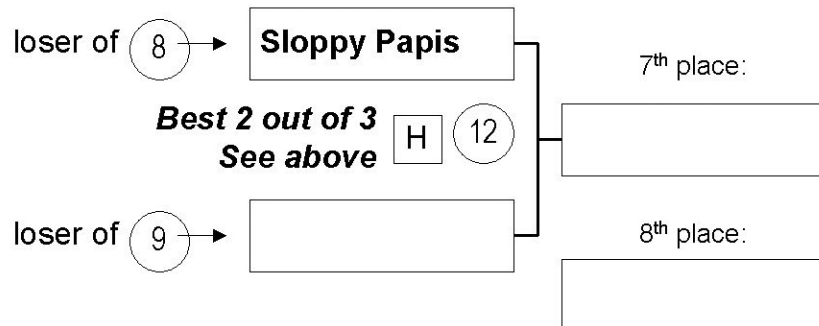 loser of 8 Sloppy Papis
7th place:
Best 2 out of 3
See above H 12
loser of 9
8th place: